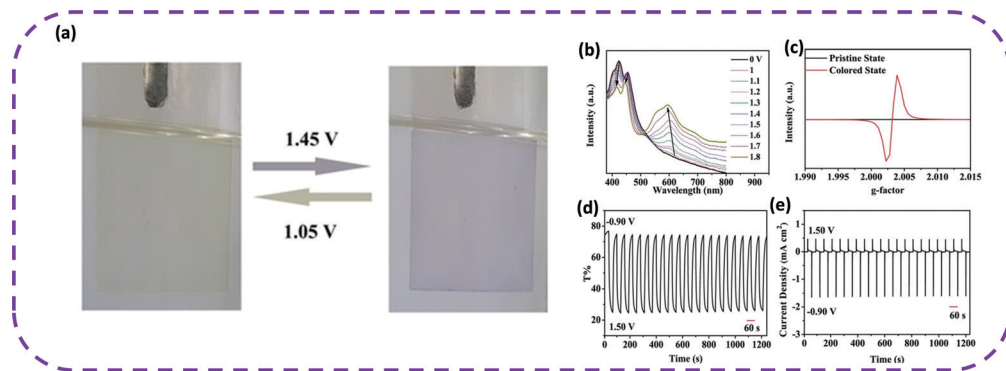 (a)
1.45 V
1.05 V
(b)
Intensity (a.u.)
0 V
1
1.1
1.2
1.3
1.4
1.5
1.6
1.7
1.8
400 500 600 700 800 900
Wavelength (nm)
(c)
Intensity (a.u.)
Pristine State
Colored State
1.990 1.995 2.000 2.005 2.010 2.015
g-factor
(d)
T%
80
60
40
20
-0.90 V
1.50 V
60 s
0 200 400 600 800 1000 1200
Time (s)
(e)
Current Density (mA cm²)
1
0
-1
-2
-3
1.50 V
-0.90 V
60 s
0 200 400 600 800 1000 1200
Time (s)